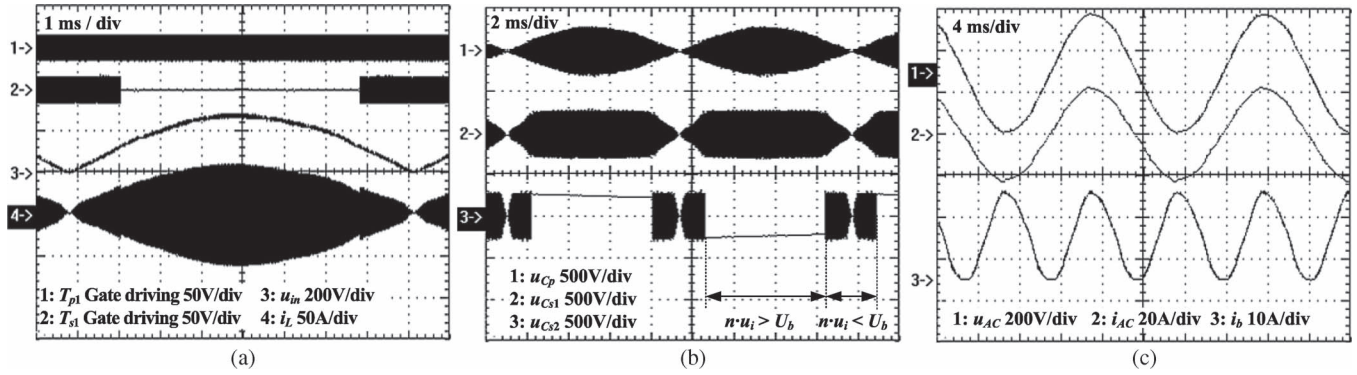 1 ms / div
1->
2->
3->
4->
1: Tp1 Gate driving 50V/div 3: uin 200V/div
2: Ts1 Gate driving 50V/div 4: iL 50A/div
(a)
2 ms/div
1->
2->
3->
1: uCp 500V/div
2: uCs1 500V/div
3: uCs2 500V/div
n·ui > Ub
n·ui < Ub
(b)
4 ms/div
1->
2->
3->
1: uAC 200V/div 2: iAC 20A/div 3: ib 10A/div
(c)